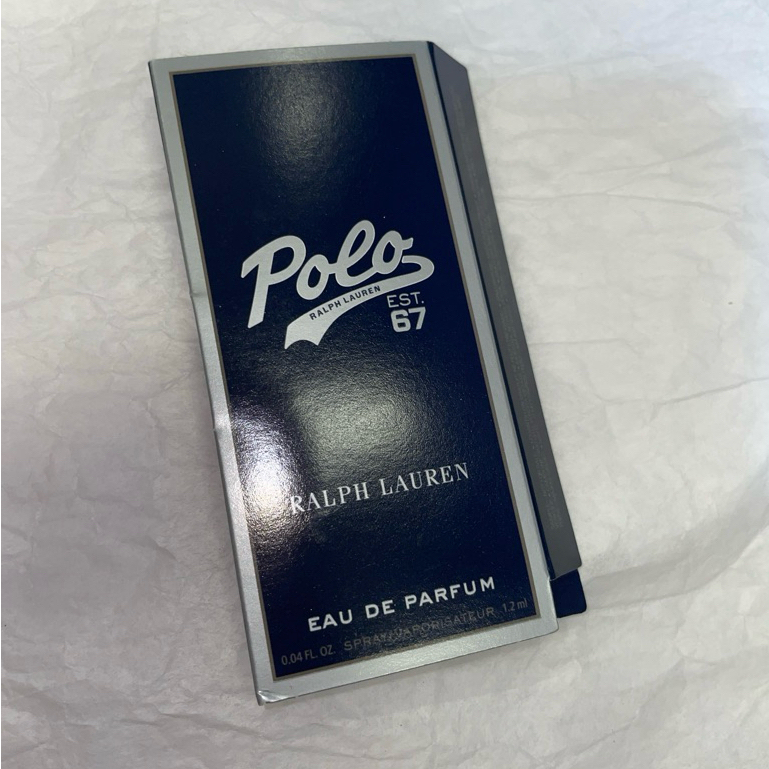 Polo
RALPH LAUREN
EST.
67
RALPH LAUREN
EAU DE PARFUM
0.04 FL. OZ. SPRAY/VAPORISATEUR 1.2 ml